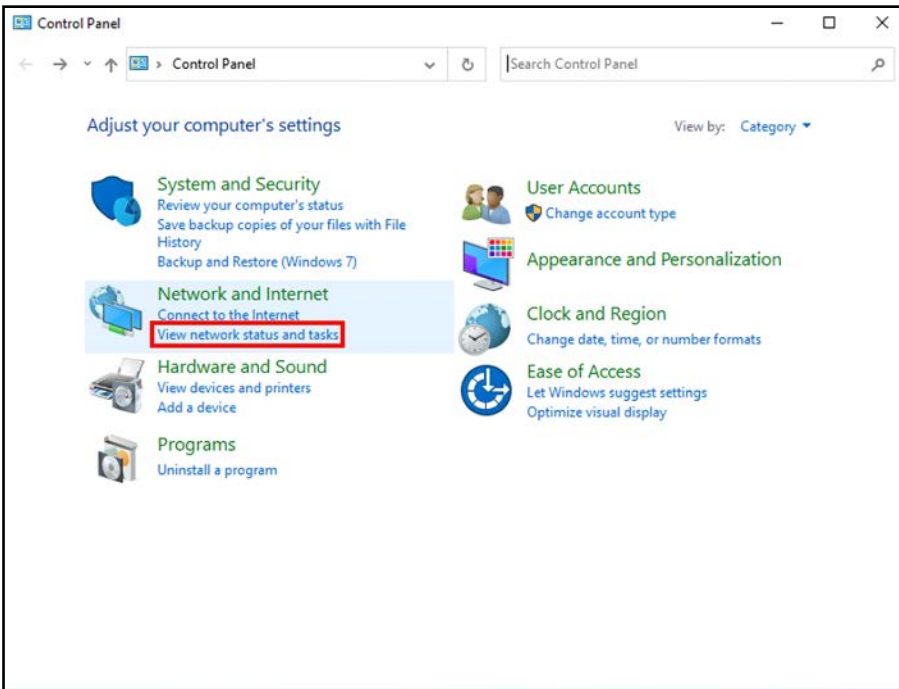 Control Panel
Control Panel
Search Control Panel
Adjust your computer's settings
View by: Category
System and Security
Review your computer's status
Save backup copies of your files with File
History
Backup and Restore (Windows 7)
Network and Internet
Connect to the Internet
View network status and tasks
Hardware and Sound
View devices and printers
Add a device
Programs
Uninstall a program
User Accounts
Change account type
Appearance and Personalization
Clock and Region
Change date, time, or number formats
Ease of Access
Let Windows suggest settings
Optimize visual display